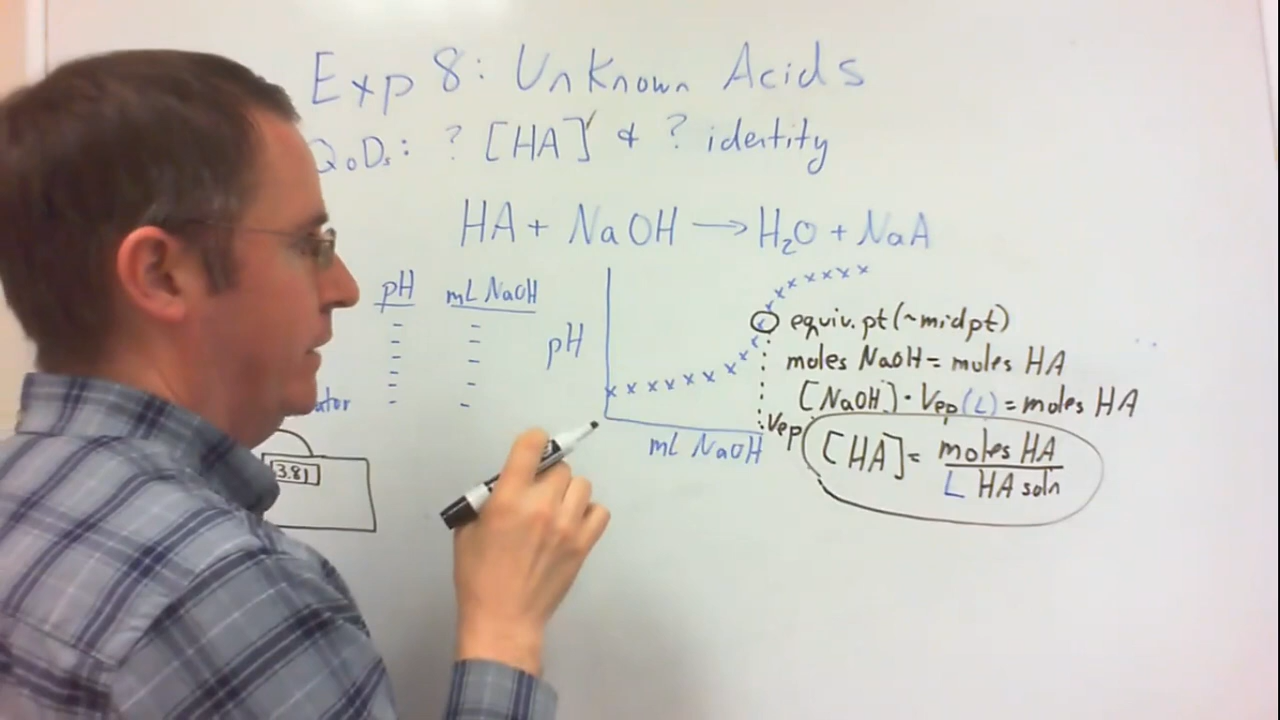 Exp 8: Unknown Acids
QoDs: ? [HA] & ? identity
HA + NaOH → H₂O + NaA
pH mL NaOH
pH
mL NaOH
Vep
equiv. pt (~midpt)
moles NaOH = moles HA
[NaOH] · Vep (L) = moles HA
[HA] = moles HA
L HA soln
3.81